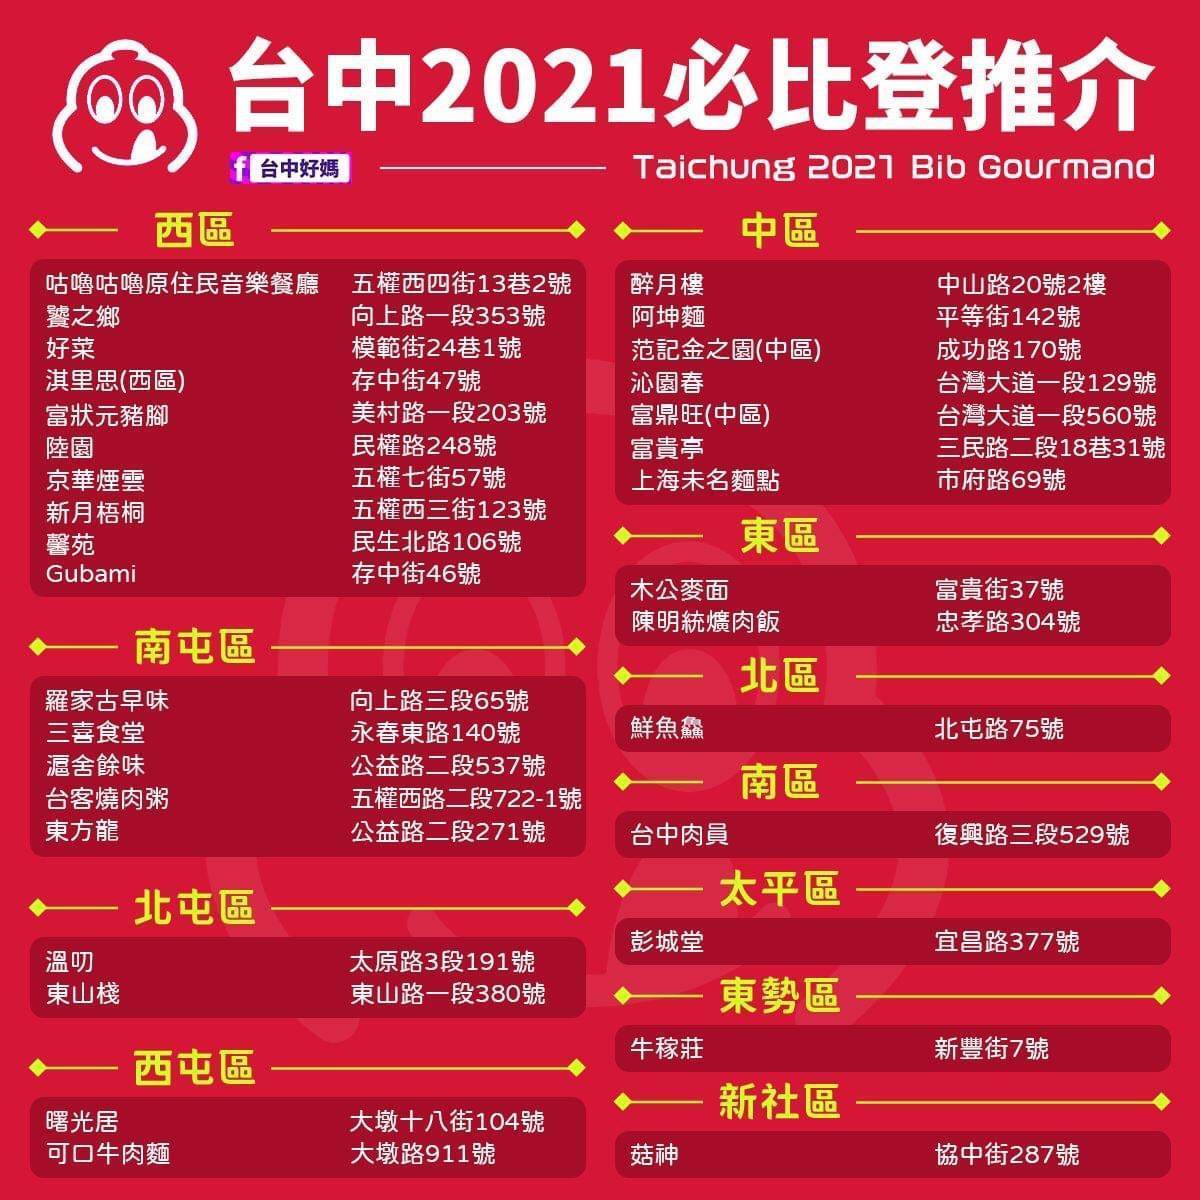 台中2021必比登推介
f 台中好媽
Taichung 2021 Bib Gourmand
西區
咕嚕咕嚕原住民音樂餐廳 五權西四街13巷2號
饕之鄉 向上路一段353號
好菜 模範街24巷1號
淇里思(西區) 存中街47號
富狀元豬腳 美村路一段203號
陸園 民權路248號
京華煙雲 五權七街57號
新月梧桐 五權西三街123號
馨苑 民生北路106號
Gubami 存中街46號
南屯區
羅家古早味 向上路三段65號
三喜食堂 永春東路140號
滬舍餘味 公益路二段537號
台客燒肉粥 五權西路二段722-1號
東方龍 公益路二段271號
北屯區
溫叨 太原路3段191號
東山棧 東山路一段380號
西屯區
曙光居 大墩十八街104號
可口牛肉麵 大墩路911號
中區
醉月樓 中山路20號2樓
阿坤麵 平等街142號
范記金之園(中區) 成功路170號
沁園春 台灣大道一段129號
富鼎旺(中區) 台灣大道一段560號
富貴亭 三民路二段18巷31號
上海未名麵點 市府路69號
東區
木公麥面 富貴街37號
陳明統爌肉飯 忠孝路304號
北區
鮮魚鱻 北屯路75號
南區
台中肉員 復興路三段529號
太平區
彭城堂 宜昌路377號
東勢區
牛稼莊 新豐街7號
新社區
菇神 協中街287號